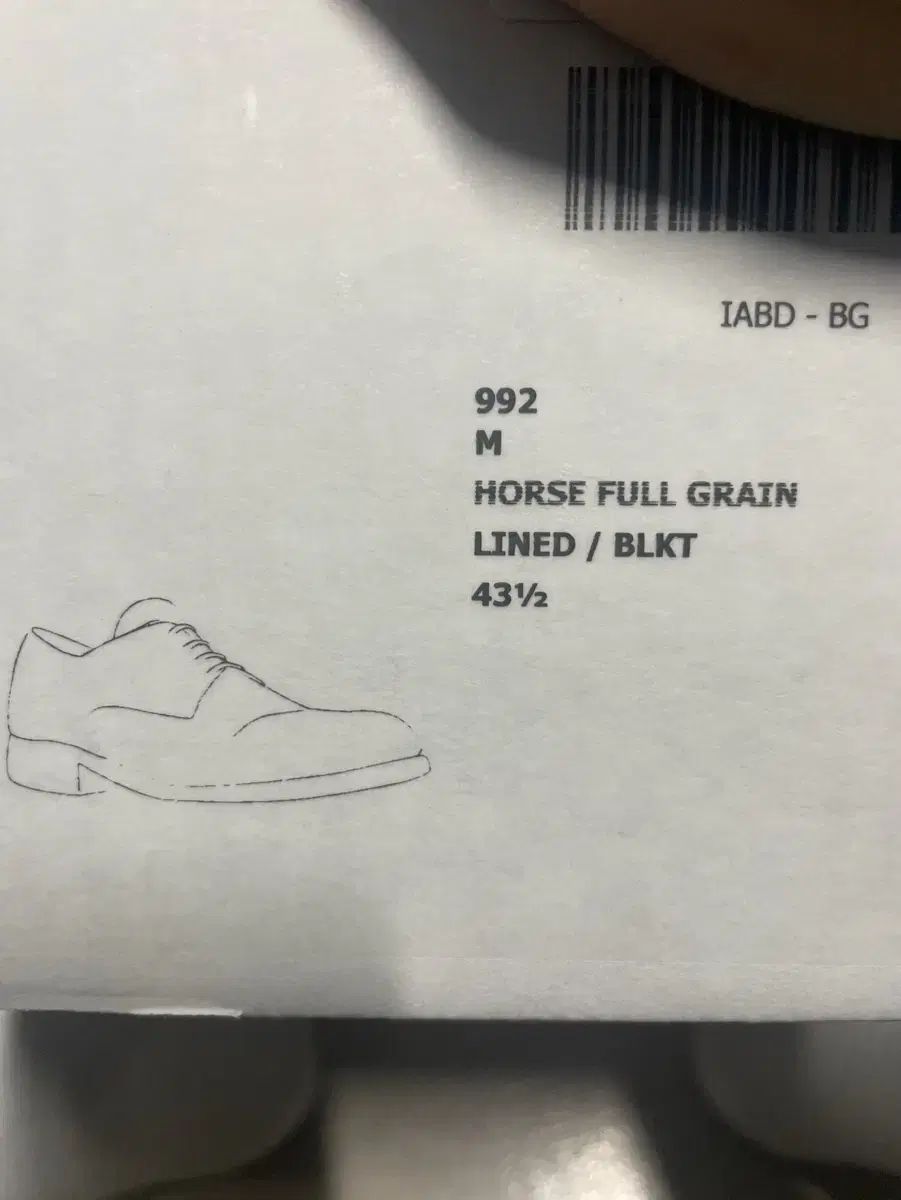 IABD - BG
992
M
HORSE FULL GRAIN
LINED / BLKT
43½